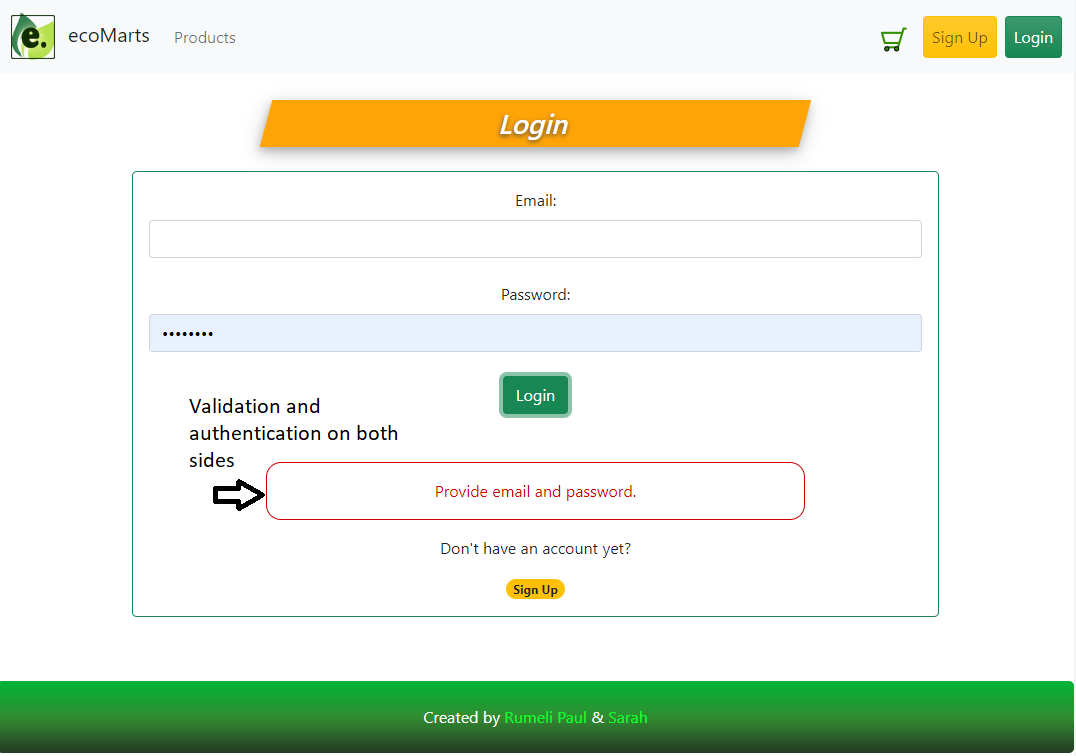 e. ecoMarts Products Sign Up Login
Login
Email:
Password:
••••••••
Login
Validation and
authentication on both
sides
Provide email and password.
Don't have an account yet?
Sign Up
Created by Rumeli Paul & Sarah